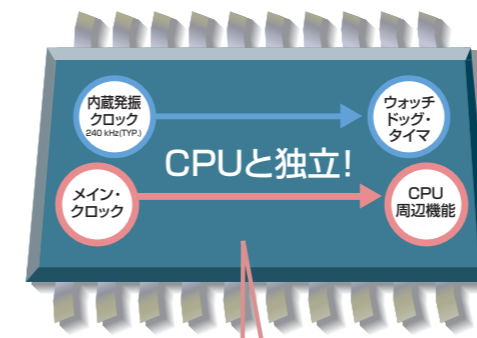 内蔵発振
クロック
240 kHz(TYP.)
ウォッチ
ドッグ・
タイマ
CPUと独立!
メイン・
クロック
CPU
周辺機能